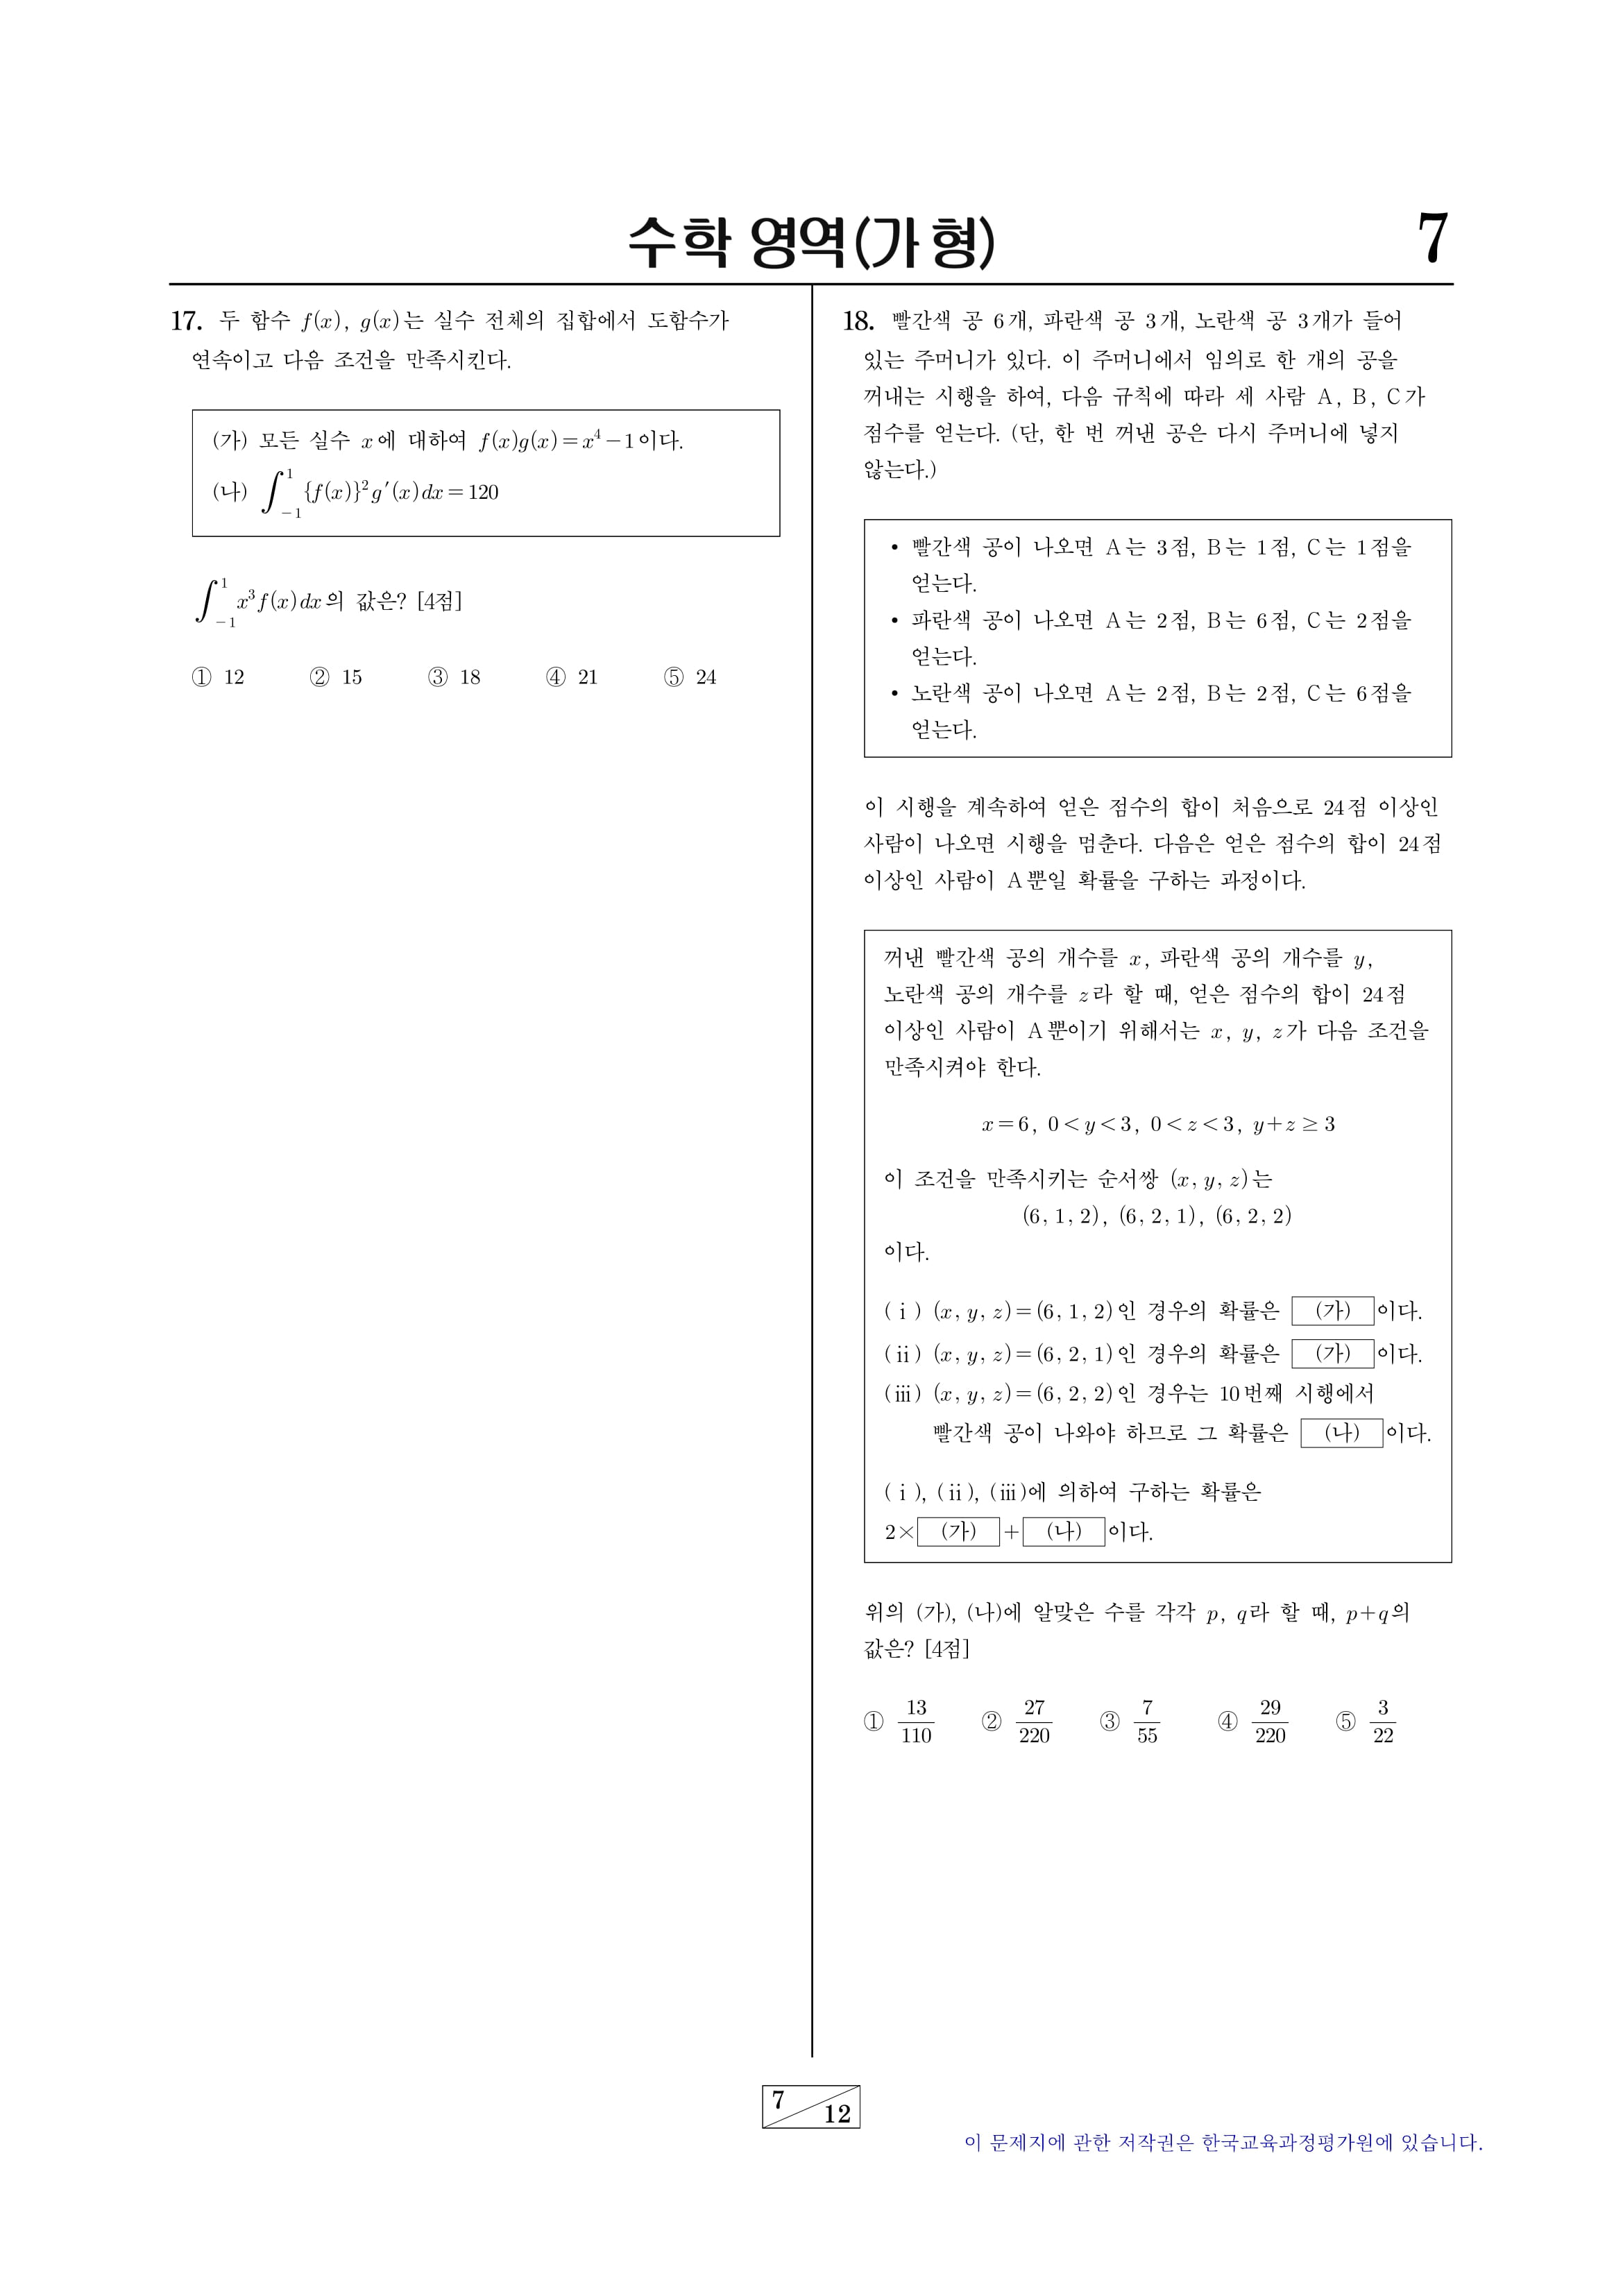 수학 영역(가 형)
7
17. 두 함수 f(x), g(x)는 실수 전체의 집합에서 도함수가
연속이고 다음 조건을 만족시킨다.
(가) 모든 실수 x에 대하여 f(x)g(x)=x⁴-1이다.
(나) ∫₋₁¹ {f(x)}²g′(x)dx=120
∫₋₁¹ x³f(x)dx의 값은? [4점]
① 12 ② 15 ③ 18 ④ 21 ⑤ 24
18. 빨간색 공 6개, 파란색 공 3개, 노란색 공 3개가 들어
있는 주머니가 있다. 이 주머니에서 임의로 한 개의 공을
꺼내는 시행을 하여, 다음 규칙에 따라 세 사람 A, B, C가
점수를 얻는다. (단, 한 번 꺼낸 공은 다시 주머니에 넣지
않는다.)
• 빨간색 공이 나오면 A는 3점, B는 1점, C는 1점을
얻는다.
• 파란색 공이 나오면 A는 2점, B는 6점, C는 2점을
얻는다.
• 노란색 공이 나오면 A는 2점, B는 2점, C는 6점을
얻는다.
이 시행을 계속하여 얻은 점수의 합이 처음으로 24점 이상인
사람이 나오면 시행을 멈춘다. 다음은 얻은 점수의 합이 24점
이상인 사람이 A뿐일 확률을 구하는 과정이다.
꺼낸 빨간색 공의 개수를 x, 파란색 공의 개수를 y,
노란색 공의 개수를 z라 할 때, 얻은 점수의 합이 24점
이상인 사람이 A뿐이기 위해서는 x, y, z가 다음 조건을
만족시켜야 한다.
x=6, 0<y<3, 0<z<3, y+z≥3
이 조건을 만족시키는 순서쌍 (x, y, z)는
(6, 1, 2), (6, 2, 1), (6, 2, 2)
이다.
(ⅰ) (x, y, z)=(6, 1, 2)인 경우의 확률은 (가) 이다.
(ⅱ) (x, y, z)=(6, 2, 1)인 경우의 확률은 (가) 이다.
(ⅲ) (x, y, z)=(6, 2, 2)인 경우는 10번째 시행에서
빨간색 공이 나와야 하므로 그 확률은 (나) 이다.
(ⅰ), (ⅱ), (ⅲ)에 의하여 구하는 확률은
2× (가) + (나) 이다.
위의 (가), (나)에 알맞은 수를 각각 p, q라 할 때, p+q의
값은? [4점]
① 13/110 ② 27/220 ③ 7/55 ④ 29/220 ⑤ 3/22
7
12
이 문제지에 관한 저작권은 한국교육과정평가원에 있습니다.